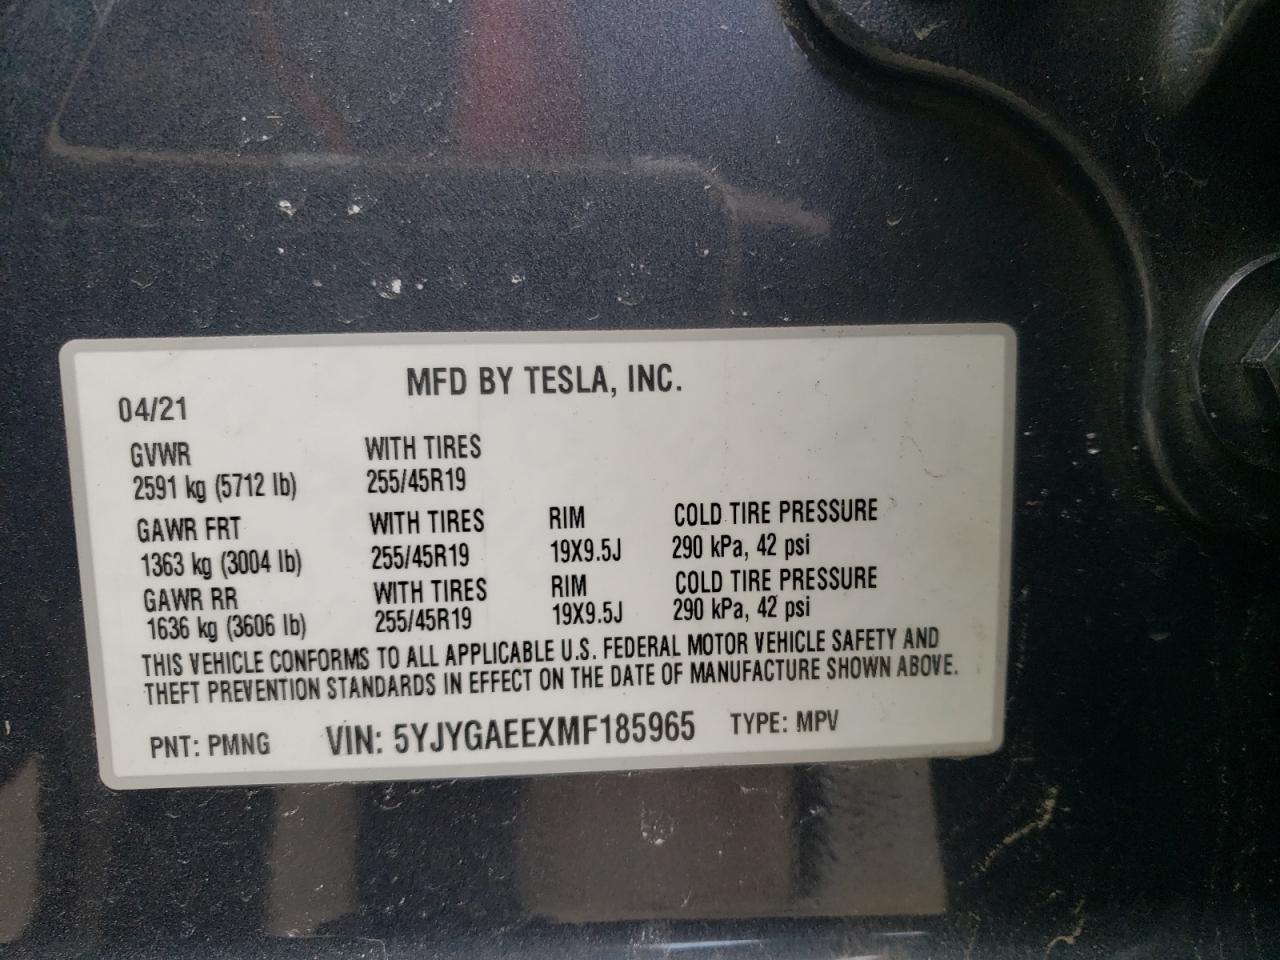 MFD BY TESLA, INC.
04/21
GVWR WITH TIRES
2591 kg (5712 lb) 255/45R19
GAWR FRT WITH TIRES RIM COLD TIRE PRESSURE
1363 kg (3004 lb) 255/45R19 19X9.5J 290 kPa, 42 psi
GAWR RR WITH TIRES RIM COLD TIRE PRESSURE
1636 kg (3606 lb) 255/45R19 19X9.5J 290 kPa, 42 psi
THIS VEHICLE CONFORMS TO ALL APPLICABLE U.S. FEDERAL MOTOR VEHICLE SAFETY AND
THEFT PREVENTION STANDARDS IN EFFECT ON THE DATE OF MANUFACTURE SHOWN ABOVE.
PNT: PMNG VIN: 5YJYGAEEXMF185965 TYPE: MPV